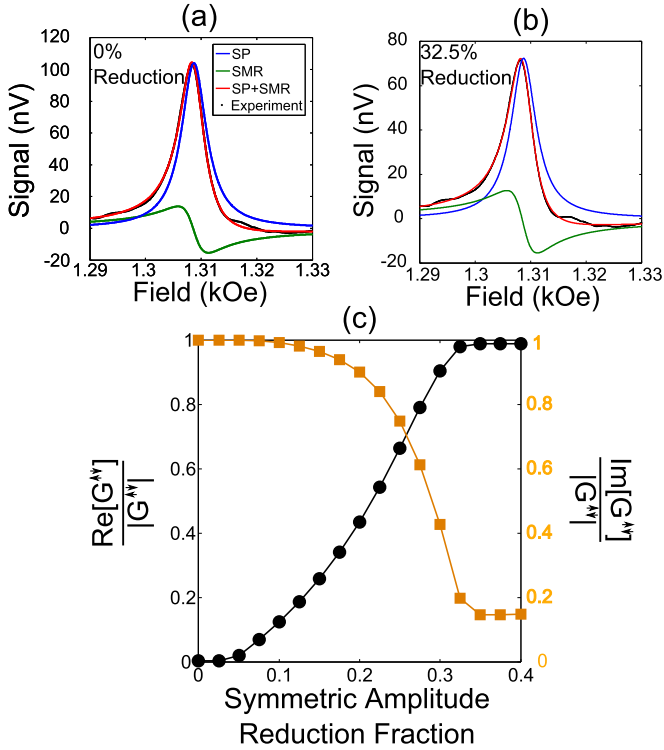 (a)
0%
Reduction
SP
SMR
SP+SMR
Experiment
Signal (nV)
120
100
80
60
40
20
0
-20
1.29
1.3
1.31
1.32
1.33
Field (kOe)
(b)
32.5%
Reduction
Signal (nV)
80
60
40
20
0
-20
1.29
1.3
1.31
1.32
1.33
Field (kOe)
(c)
Re[G]
|G|
1
0.8
0.6
0.4
0.2
0
0
0.1
0.2
0.3
0.4
1
0.8
0.6
0.4
0.2
0
Im[G]
|G|
Symmetric Amplitude
Reduction Fraction